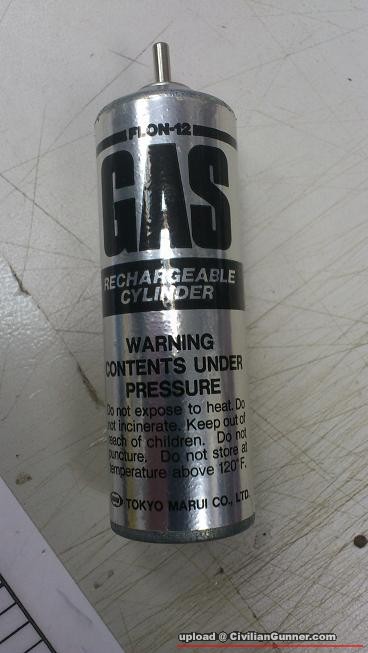 FLON-12
GAS
RECHARGEABLE
CYLINDER
WARNING
CONTENTS UNDER
PRESSURE
Do not expose to heat. Do
not incinerate. Keep out of
reach of children. Do not
puncture. Do not store at
temperature above 120°F.
TOKYO MARUI CO., LTD.
upload @ CivilianGunner.com